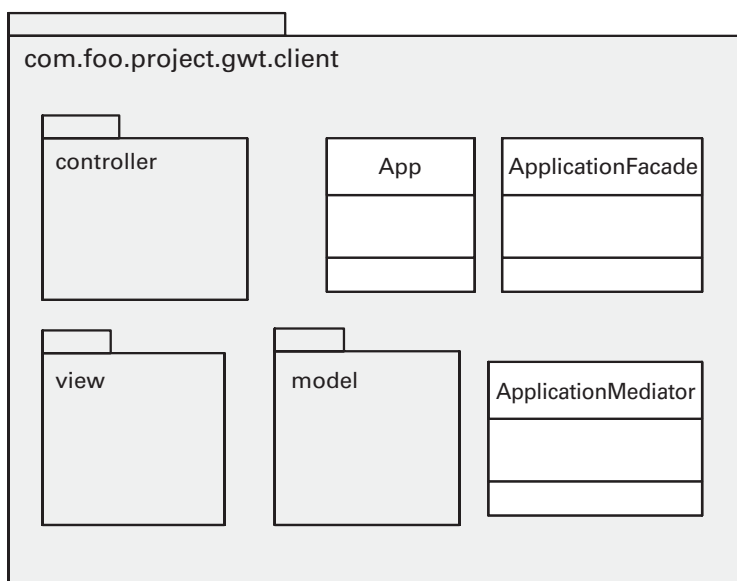 com.foo.project.gwt.client
controller
App
ApplicationFacade
view
model
ApplicationMediator